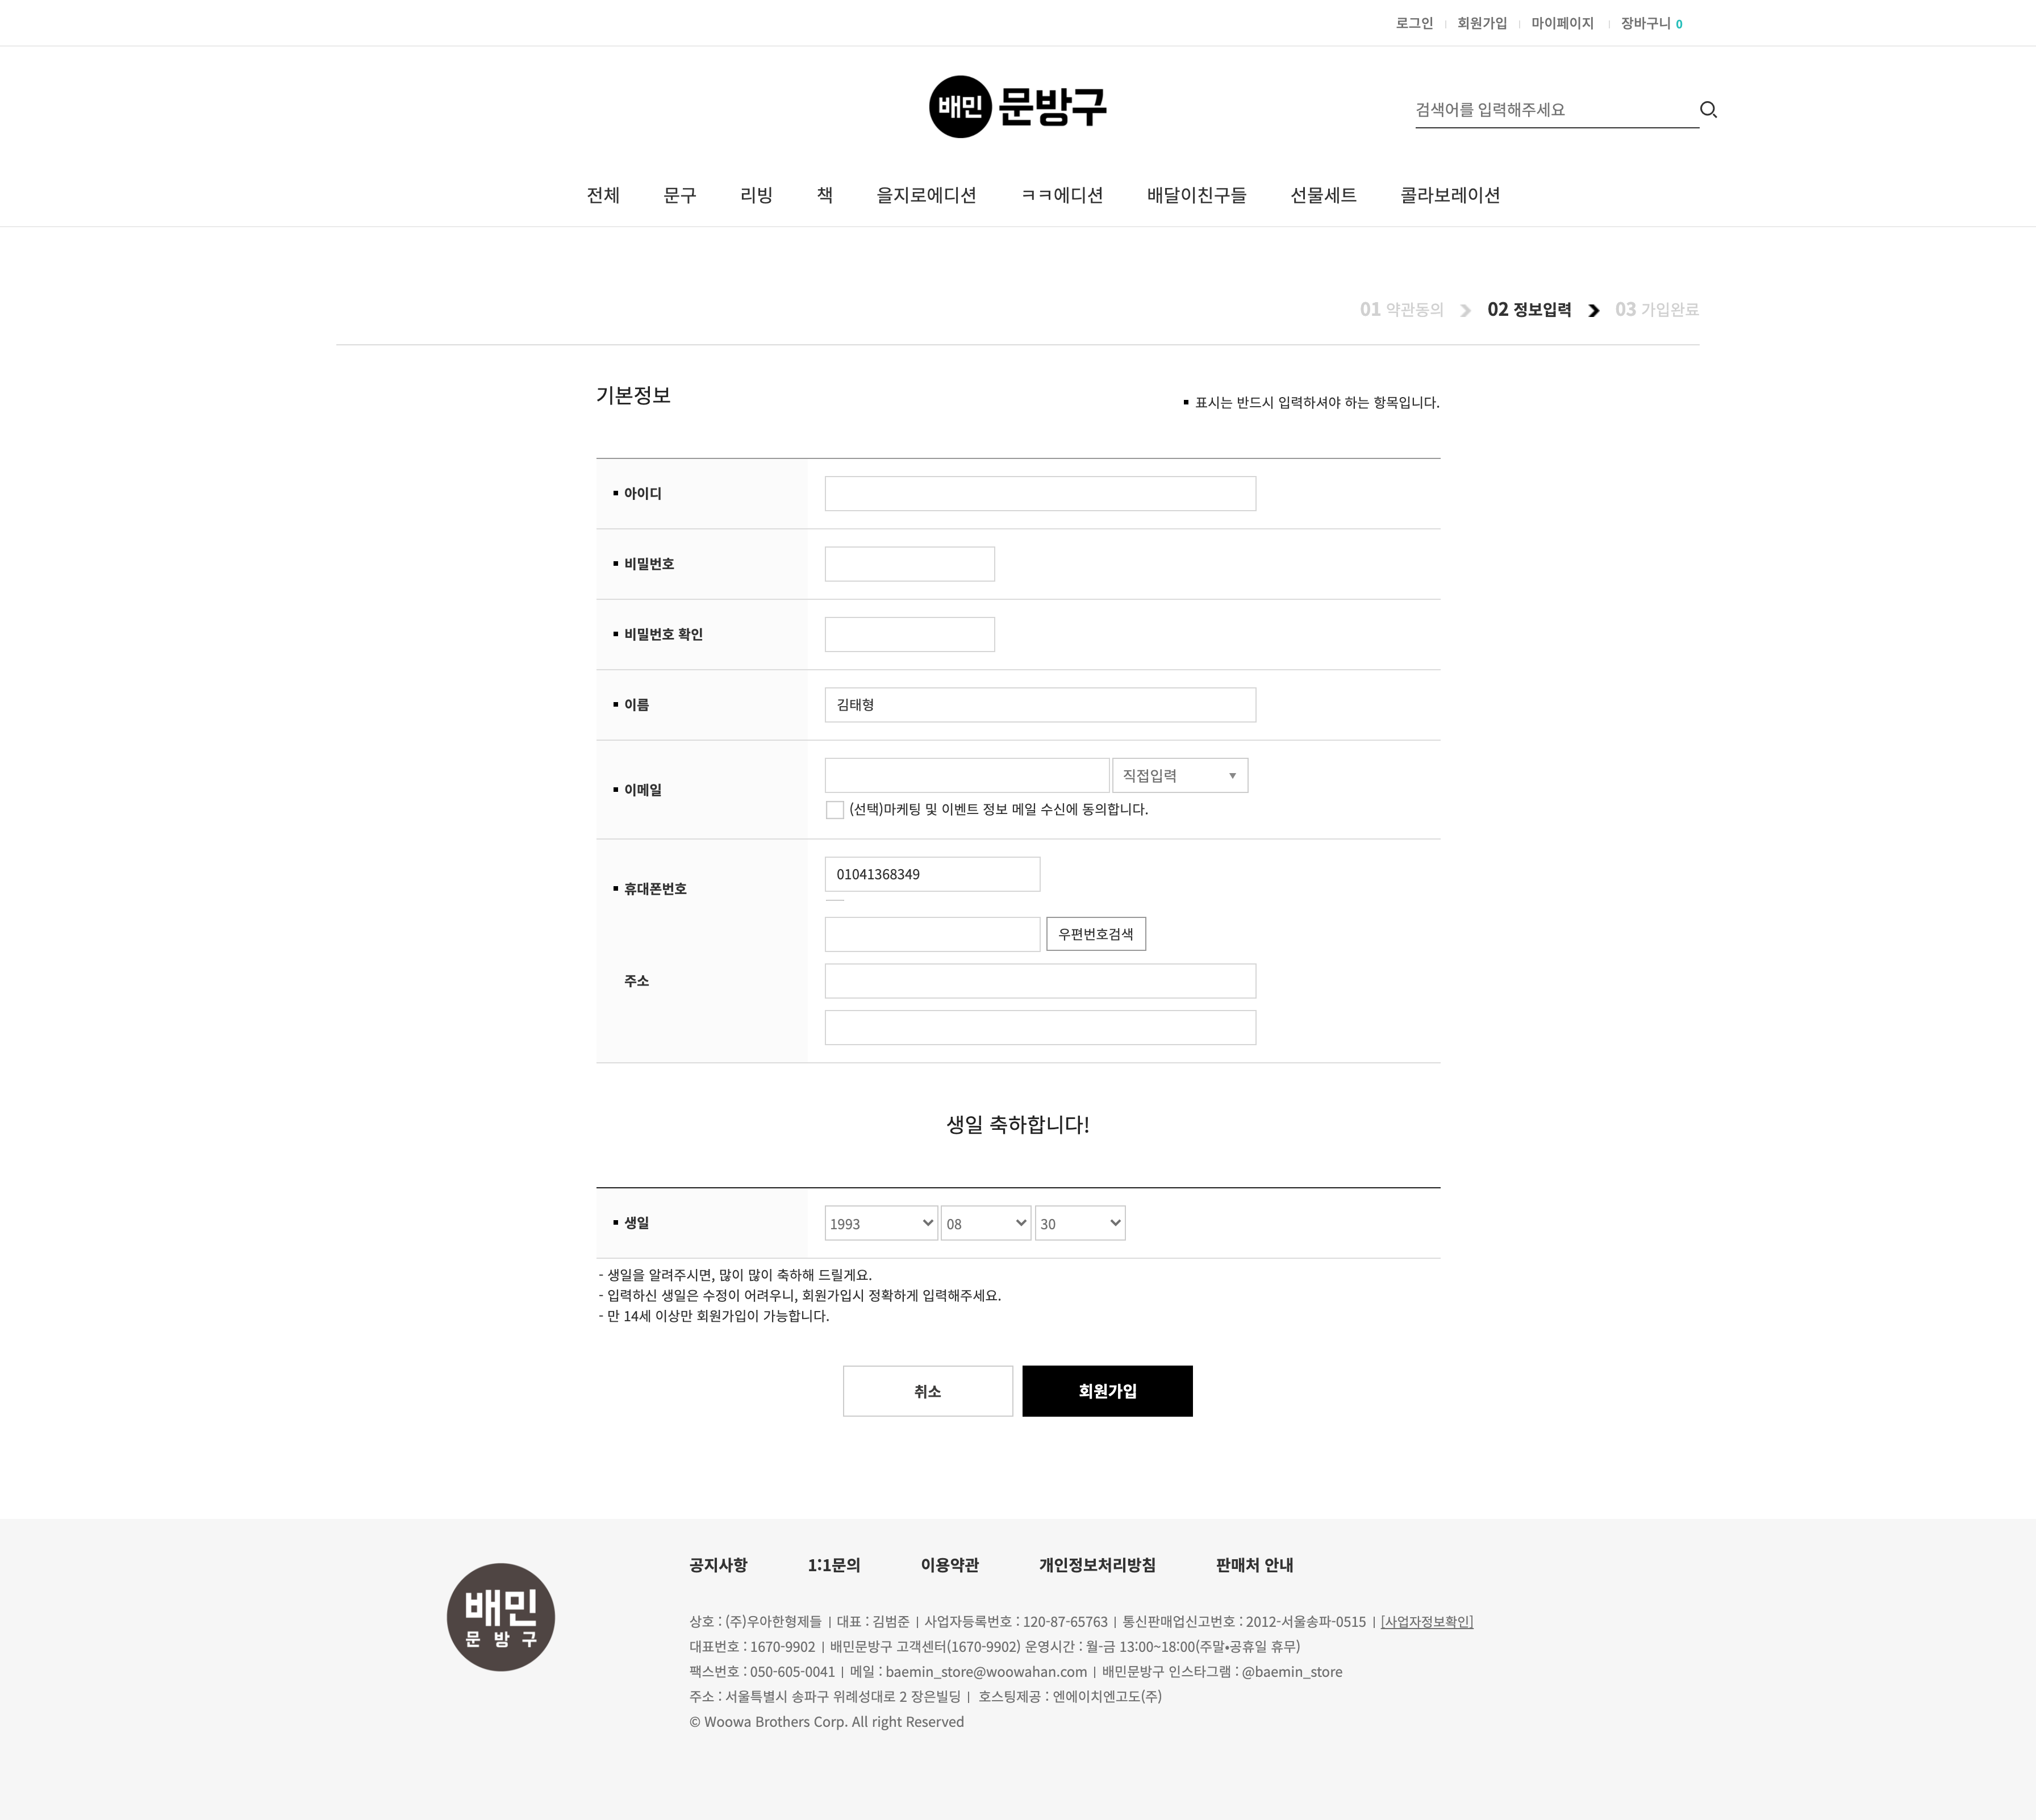 로그인 회원가입 마이페이지 장바구니 0
배민 문방구
검색어를 입력해주세요
전체 문구 리빙 책 을지로에디션 ㅋㅋ에디션 배달이친구들 선물세트 콜라보레이션
01 약관동의 02 정보입력 03 가입완료
기본정보
▪ 표시는 반드시 입력하셔야 하는 항목입니다.
▪ 아이디
▪ 비밀번호
▪ 비밀번호 확인
▪ 이름 김태형
▪ 이메일 직접입력 ▼
(선택)마케팅 및 이벤트 정보 메일 수신에 동의합니다.
▪ 휴대폰번호 01041368349
우편번호검색
주소
생일 축하합니다!
▪ 생일 1993 08 30
- 생일을 알려주시면, 많이 많이 축하해 드릴게요.
- 입력하신 생일은 수정이 어려우니, 회원가입시 정확하게 입력해주세요.
- 만 14세 이상만 회원가입이 가능합니다.
취소 회원가입
배민
문방구
공지사항 1:1문의 이용약관 개인정보처리방침 판매처 안내
상호 : (주)우아한형제들 | 대표 : 김범준 | 사업자등록번호 : 120-87-65763 | 통신판매업신고번호 : 2012-서울송파-0515 | [사업자정보확인]
대표번호 : 1670-9902 | 배민문방구 고객센터(1670-9902) 운영시간 : 월-금 13:00~18:00(주말•공휴일 휴무)
팩스번호 : 050-605-0041 | 메일 : baemin_store@woowahan.com | 배민문방구 인스타그램 : @baemin_store
주소 : 서울특별시 송파구 위례성대로 2 장은빌딩 | 호스팅제공 : 엔에이치엔고도(주)
© Woowa Brothers Corp. All right Reserved